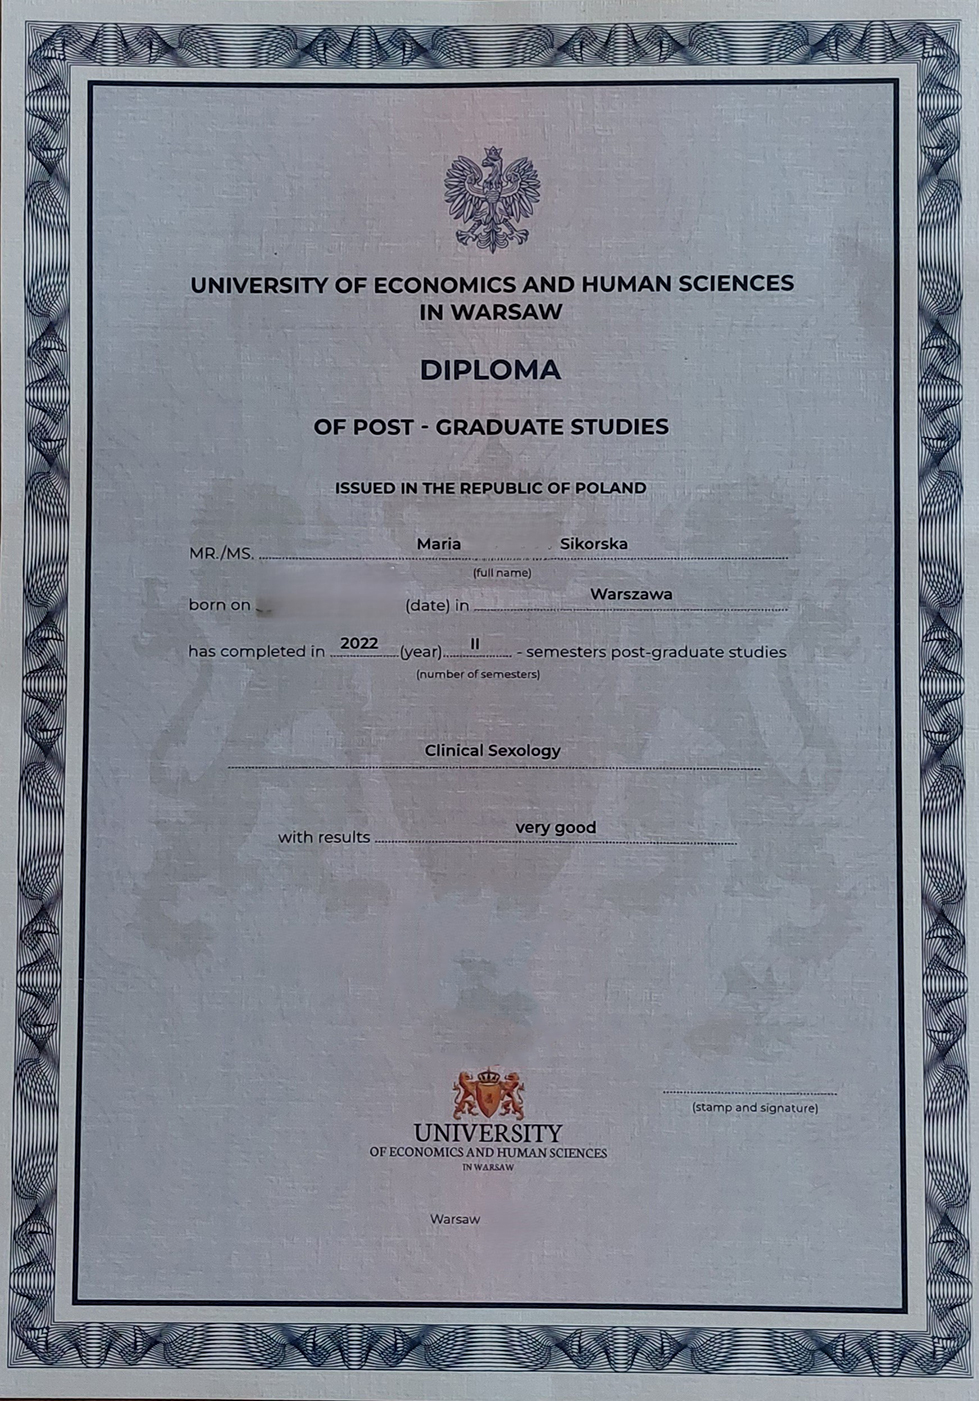 UNIVERSITY OF ECONOMICS AND HUMAN SCIENCES
IN WARSAW
DIPLOMA
OF POST - GRADUATE STUDIES
ISSUED IN THE REPUBLIC OF POLAND
MR./MS. Maria Sikorska
(full name)
born on (date) in Warszawa
has completed in 2022 (year) II - semesters post-graduate studies
(number of semesters)
Clinical Sexology
with results very good
(stamp and signature)
UNIVERSITY
OF ECONOMICS AND HUMAN SCIENCES
IN WARSAW
Warsaw